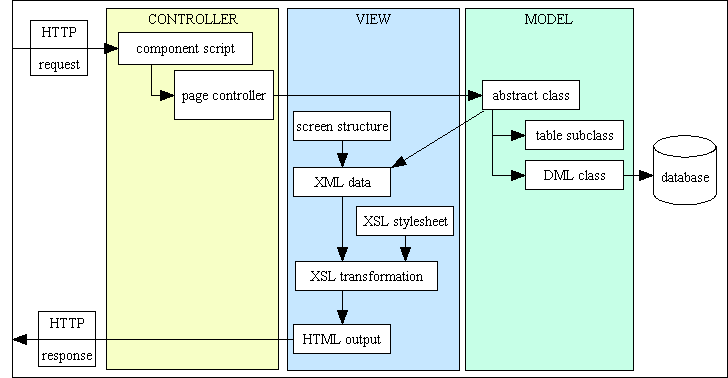 CONTROLLER
VIEW
MODEL
HTTP
request
component script
page controller
abstract class
screen structure
table subclass
XML data
DML class
database
XSL stylesheet
XSL transformation
HTTP
response
HTML output